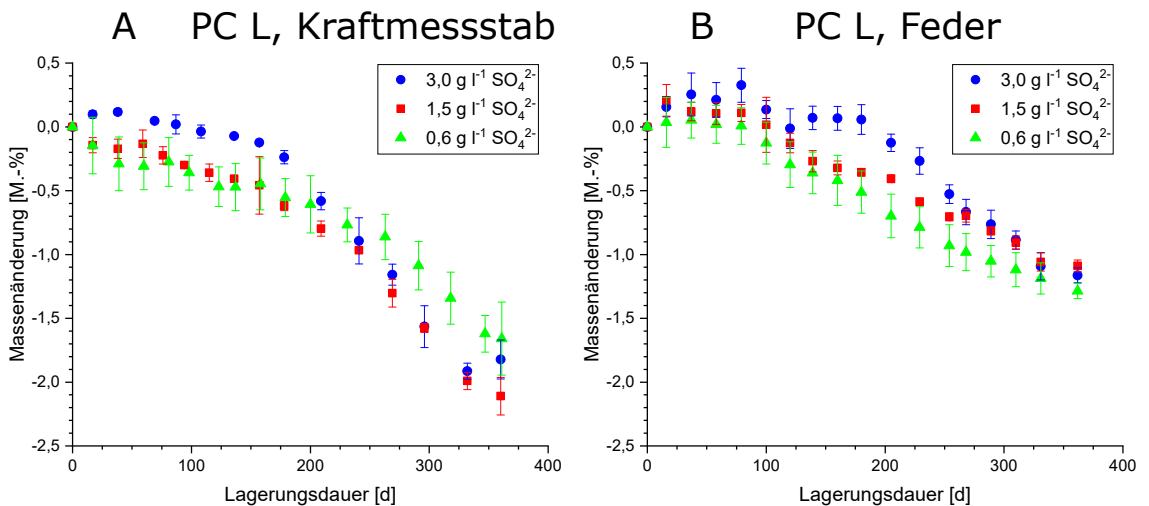 A PC L, Kraftmessstab
0,5
0,0
-0,5
-1,0
-1,5
-2,0
-2,5
0 100 200 300 400
Massenänderung [M.-%]
Lagerungsdauer [d]
3,0 g l⁻¹ SO₄²⁻
1,5 g l⁻¹ SO₄²⁻
0,6 g l⁻¹ SO₄²⁻
B PC L, Feder
0,5
0,0
-0,5
-1,0
-1,5
-2,0
-2,5
0 100 200 300 400
Massenänderung [M.-%]
Lagerungsdauer [d]
3,0 g l⁻¹ SO₄²⁻
1,5 g l⁻¹ SO₄²⁻
0,6 g l⁻¹ SO₄²⁻